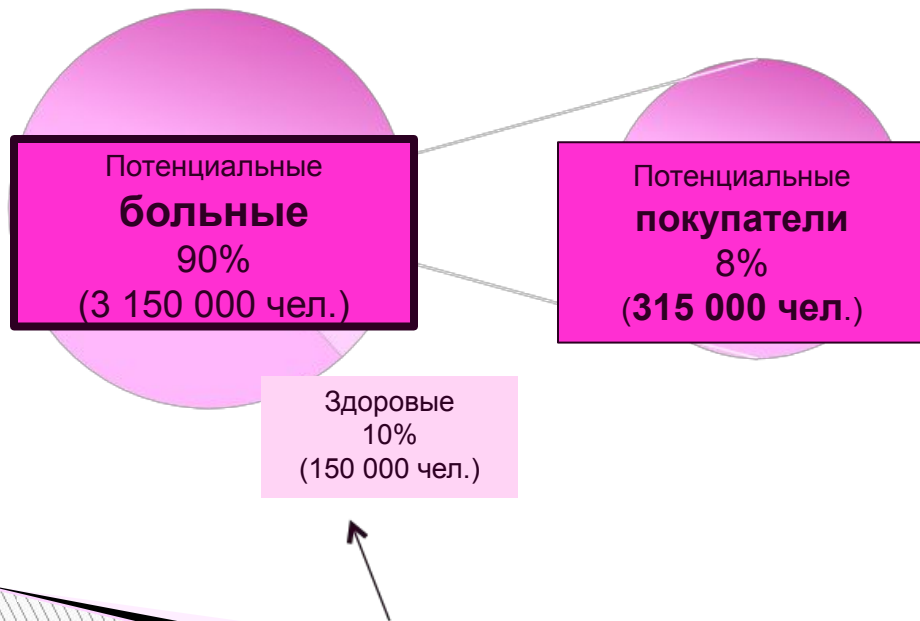 Потенциальные
больные
90%
(3 150 000 чел.)
Потенциальные
покупатели
8%
(315 000 чел.)
Здоровые
10%
(150 000 чел.)